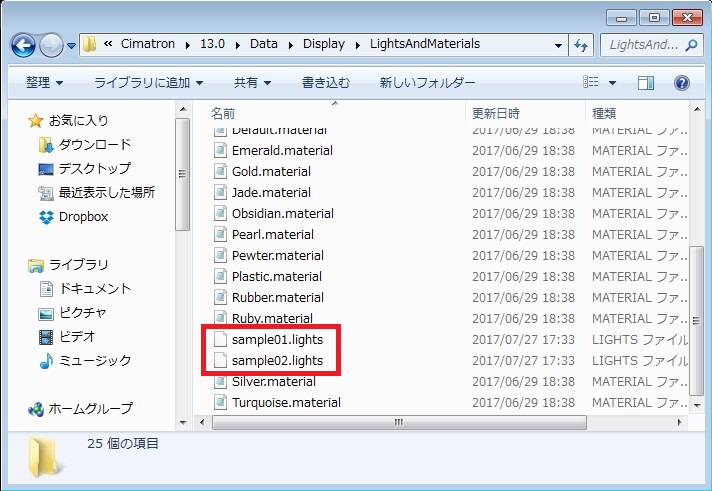 « Cimatron ▸ 13.0 ▸ Data ▸ Display ▸ LightsAndMaterials
LightsAnd...
整理 ライブラリに追加 共有 書き込む 新しいフォルダー
お気に入り
ダウンロード
デスクトップ
最近表示した場所
Dropbox
ライブラリ
ドキュメント
ピクチャ
ビデオ
ミュージック
ホームグループ
名前 更新日時 種類
Default.material 2017/06/29 18:38 MATERIAL ファ...
Emerald.material 2017/06/29 18:38 MATERIAL ファ...
Gold.material 2017/06/29 18:38 MATERIAL ファ...
Jade.material 2017/06/29 18:38 MATERIAL ファ...
Obsidian.material 2017/06/29 18:38 MATERIAL ファ...
Pearl.material 2017/06/29 18:38 MATERIAL ファ...
Pewter.material 2017/06/29 18:38 MATERIAL ファ...
Plastic.material 2017/06/29 18:38 MATERIAL ファ...
Rubber.material 2017/06/29 18:38 MATERIAL ファ...
Ruby.material 2017/06/29 18:38 MATERIAL ファ...
sample01.lights 2017/07/27 17:33 LIGHTS ファイル
sample02.lights 2017/07/27 17:33 LIGHTS ファイル
Silver.material 2017/06/29 18:38 MATERIAL ファ...
Turquoise.material 2017/06/29 18:38 MATERIAL ファ...
25 個の項目